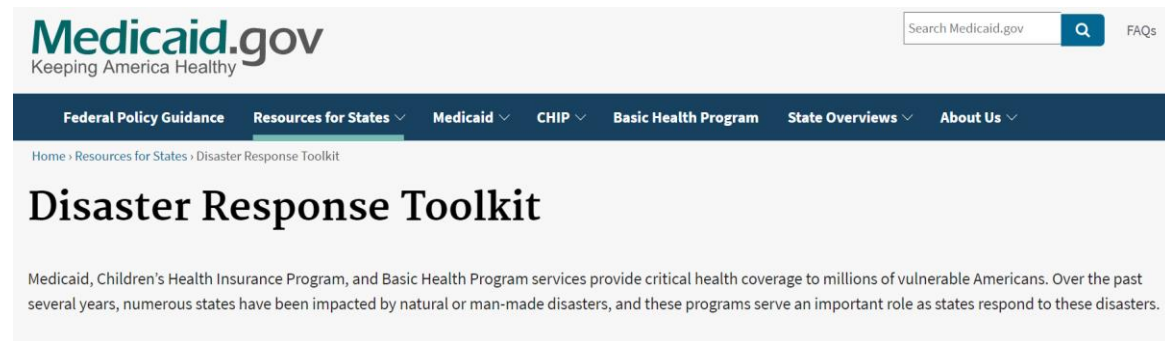 Medicaid.gov
Keeping America Healthy
Search Medicaid.gov
FAQs
Federal Policy Guidance Resources for States Medicaid CHIP Basic Health Program State Overviews About Us
Home › Resources for States › Disaster Response Toolkit
Disaster Response Toolkit
Medicaid, Children’s Health Insurance Program, and Basic Health Program services provide critical health coverage to millions of vulnerable Americans. Over the past
several years, numerous states have been impacted by natural or man-made disasters, and these programs serve an important role as states respond to these disasters.